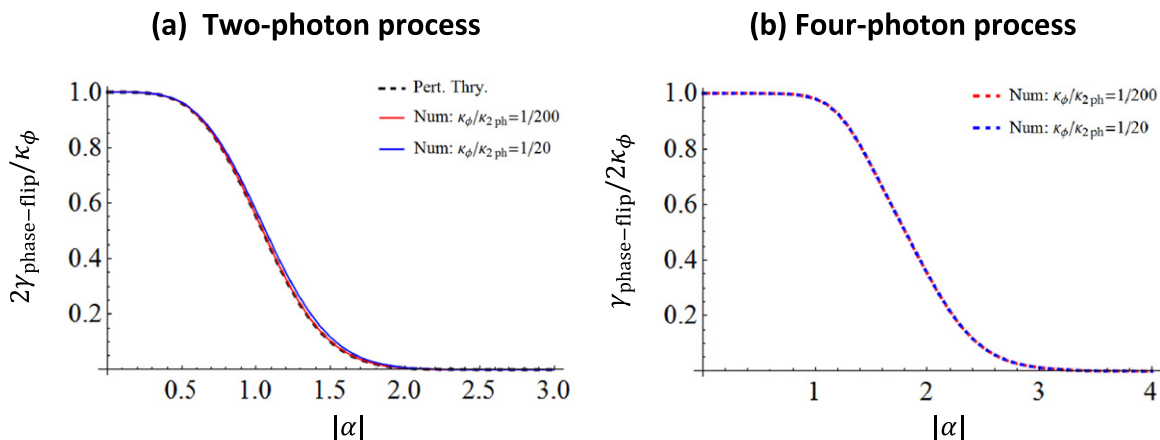 (a) Two-photon process
1.0
0.8
0.6
0.4
0.2
0.5 1.0 1.5 2.0 2.5 3.0
2γphase−flip/κϕ
|α|
Pert. Thry.
Num: κϕ/κ2 ph=1/200
Num: κϕ/κ2 ph=1/20
(b) Four-photon process
1.0
0.8
0.6
0.4
0.2
1 2 3 4
γphase−flip/2κϕ
|α|
Num: κϕ/κ2 ph=1/200
Num: κϕ/κ2 ph=1/20